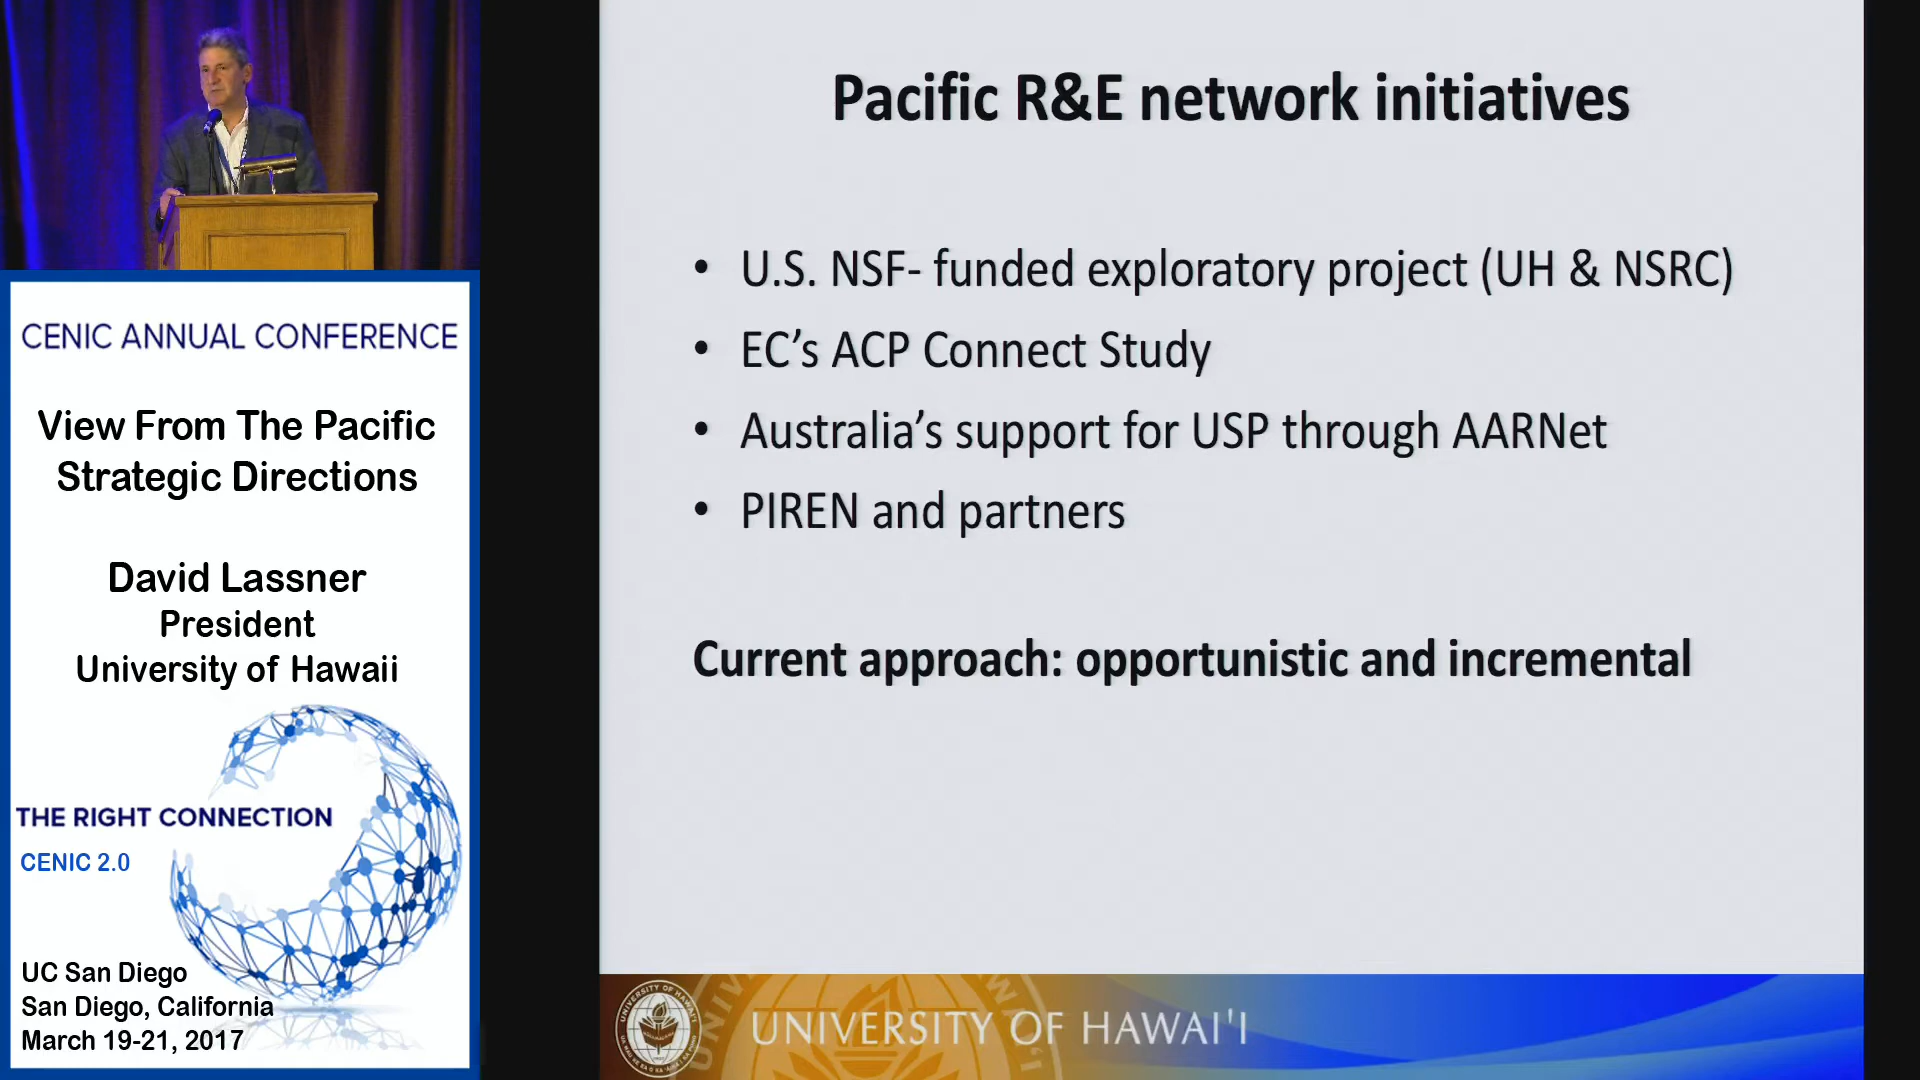 CENIC ANNUAL CONFERENCE
View From The Pacific
Strategic Directions
David Lassner
President
University of Hawaii
THE RIGHT CONNECTION
CENIC 2.0
UC San Diego
San Diego, California
March 19-21, 2017
Pacific R&E network initiatives
• U.S. NSF- funded exploratory project (UH & NSRC)
• EC’s ACP Connect Study
• Australia’s support for USP through AARNet
• PIREN and partners
Current approach: opportunistic and incremental
UNIVERSITY OF HAWAI'I